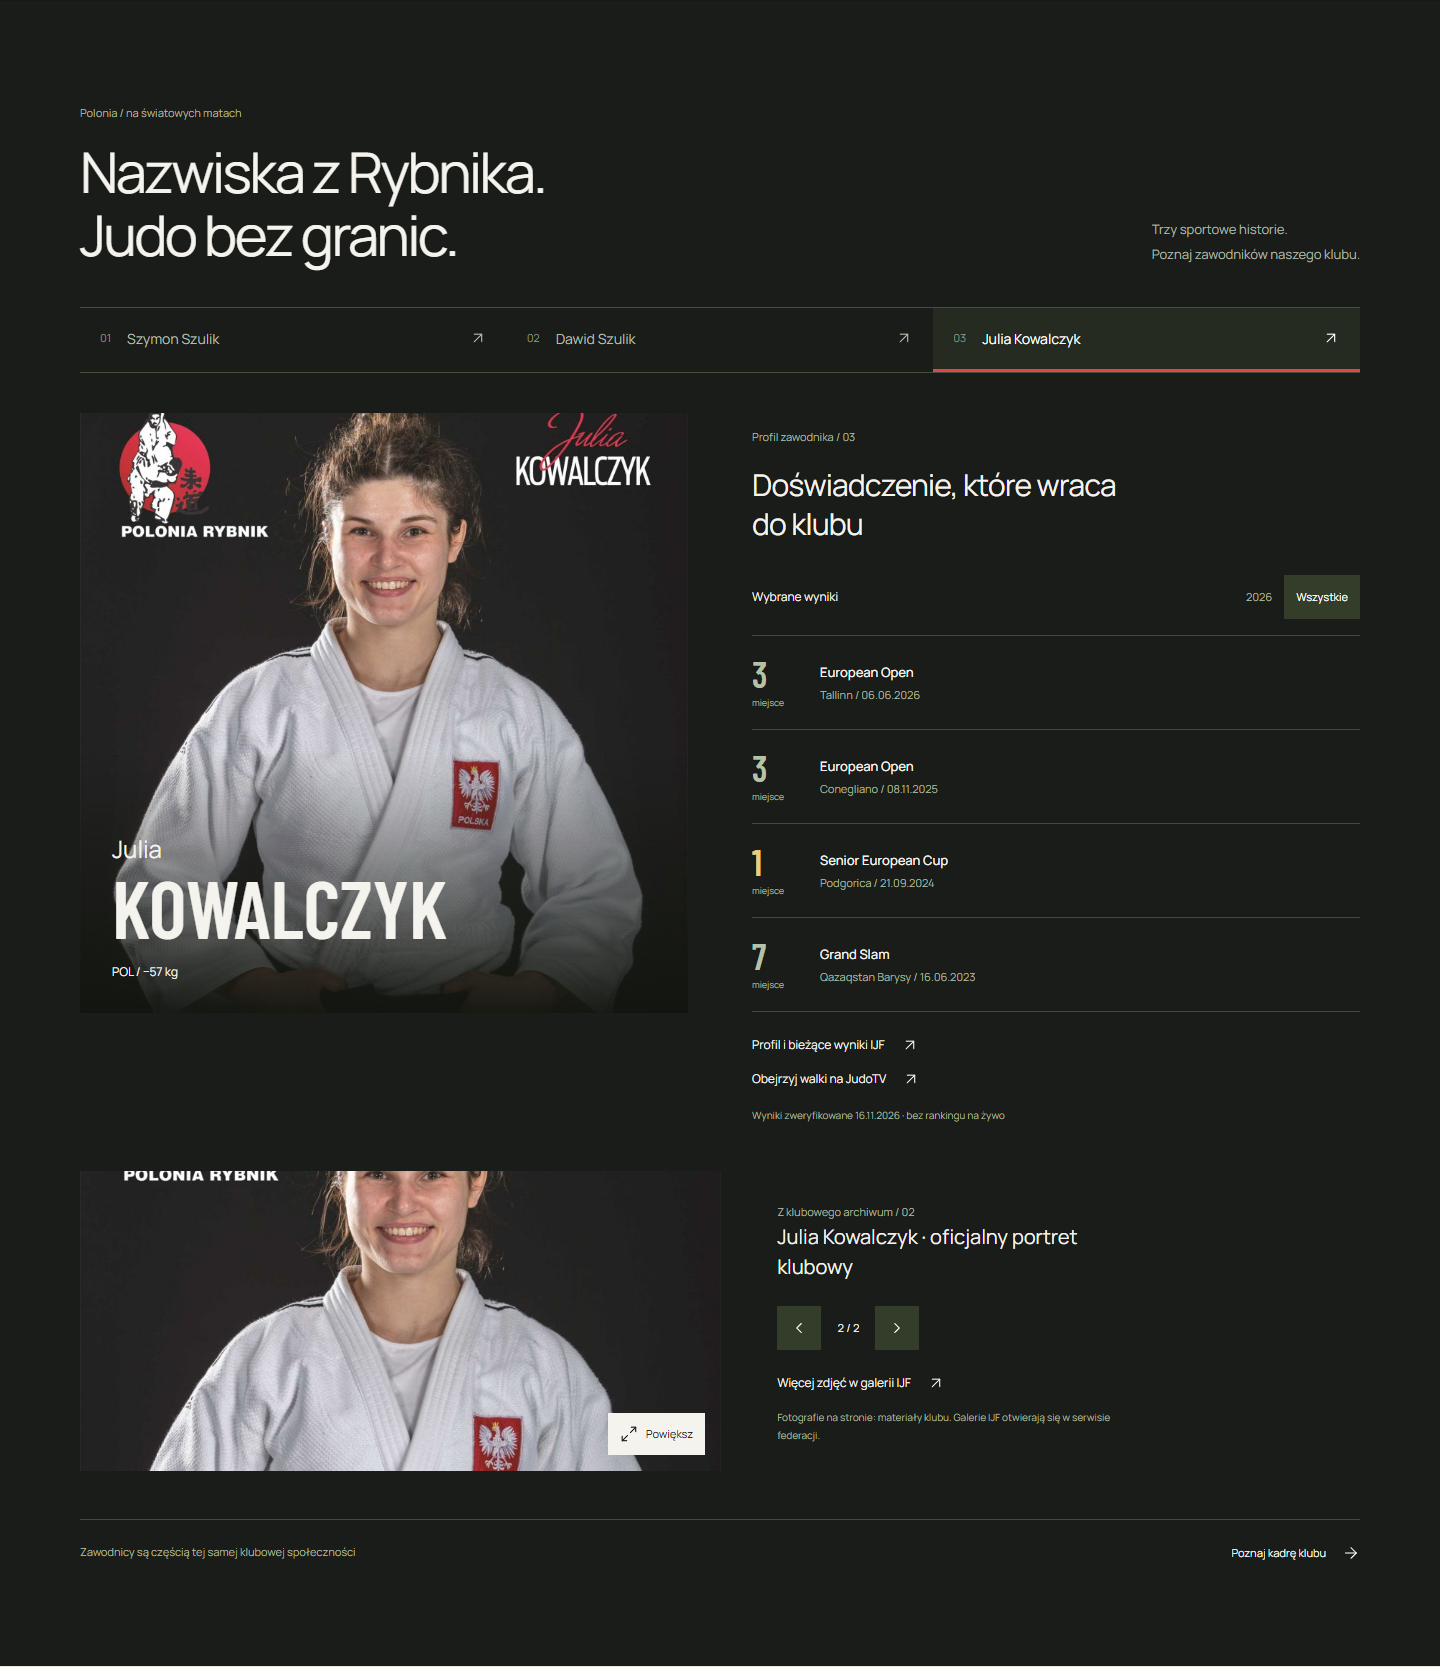 Polonia / na światowych matach
Nazwiska z Rybnika.
Judo bez granic.
Trzy sportowe historie.
Poznaj zawodników naszego klubu.
01 Szymon Szulik
02 Dawid Szulik
03 Julia Kowalczyk
POLONIA RYBNIK
Julia
KOWALCZYK
POLSKA
Julia
KOWALCZYK
POL / −57 kg
Profil zawodnika / 03
Doświadczenie, które wraca
do klubu
Wybrane wyniki
2026 Wszystkie
3 miejsce
European Open
Tallinn / 06.06.2026
3 miejsce
European Open
Conegliano / 08.11.2025
1 miejsce
Senior European Cup
Podgorica / 21.09.2024
7 miejsce
Grand Slam
Qazaqstan Barysy / 16.06.2023
Profil i bieżące wyniki IJF
Obejrzyj walki na JudoTV
Wyniki zweryfikowane 16.11.2026 · bez rankingu na żywo
POLONIA RYBNIK
Powiększ
Z klubowego archiwum / 02
Julia Kowalczyk · oficjalny portret
klubowy
2 / 2
Więcej zdjęć w galerii IJF
Fotografie na stronie: materiały klubu. Galerie IJF otwierają się w serwisie
federacji.
Zawodnicy są częścią tej samej klubowej społeczności
Poznaj kadrę klubu